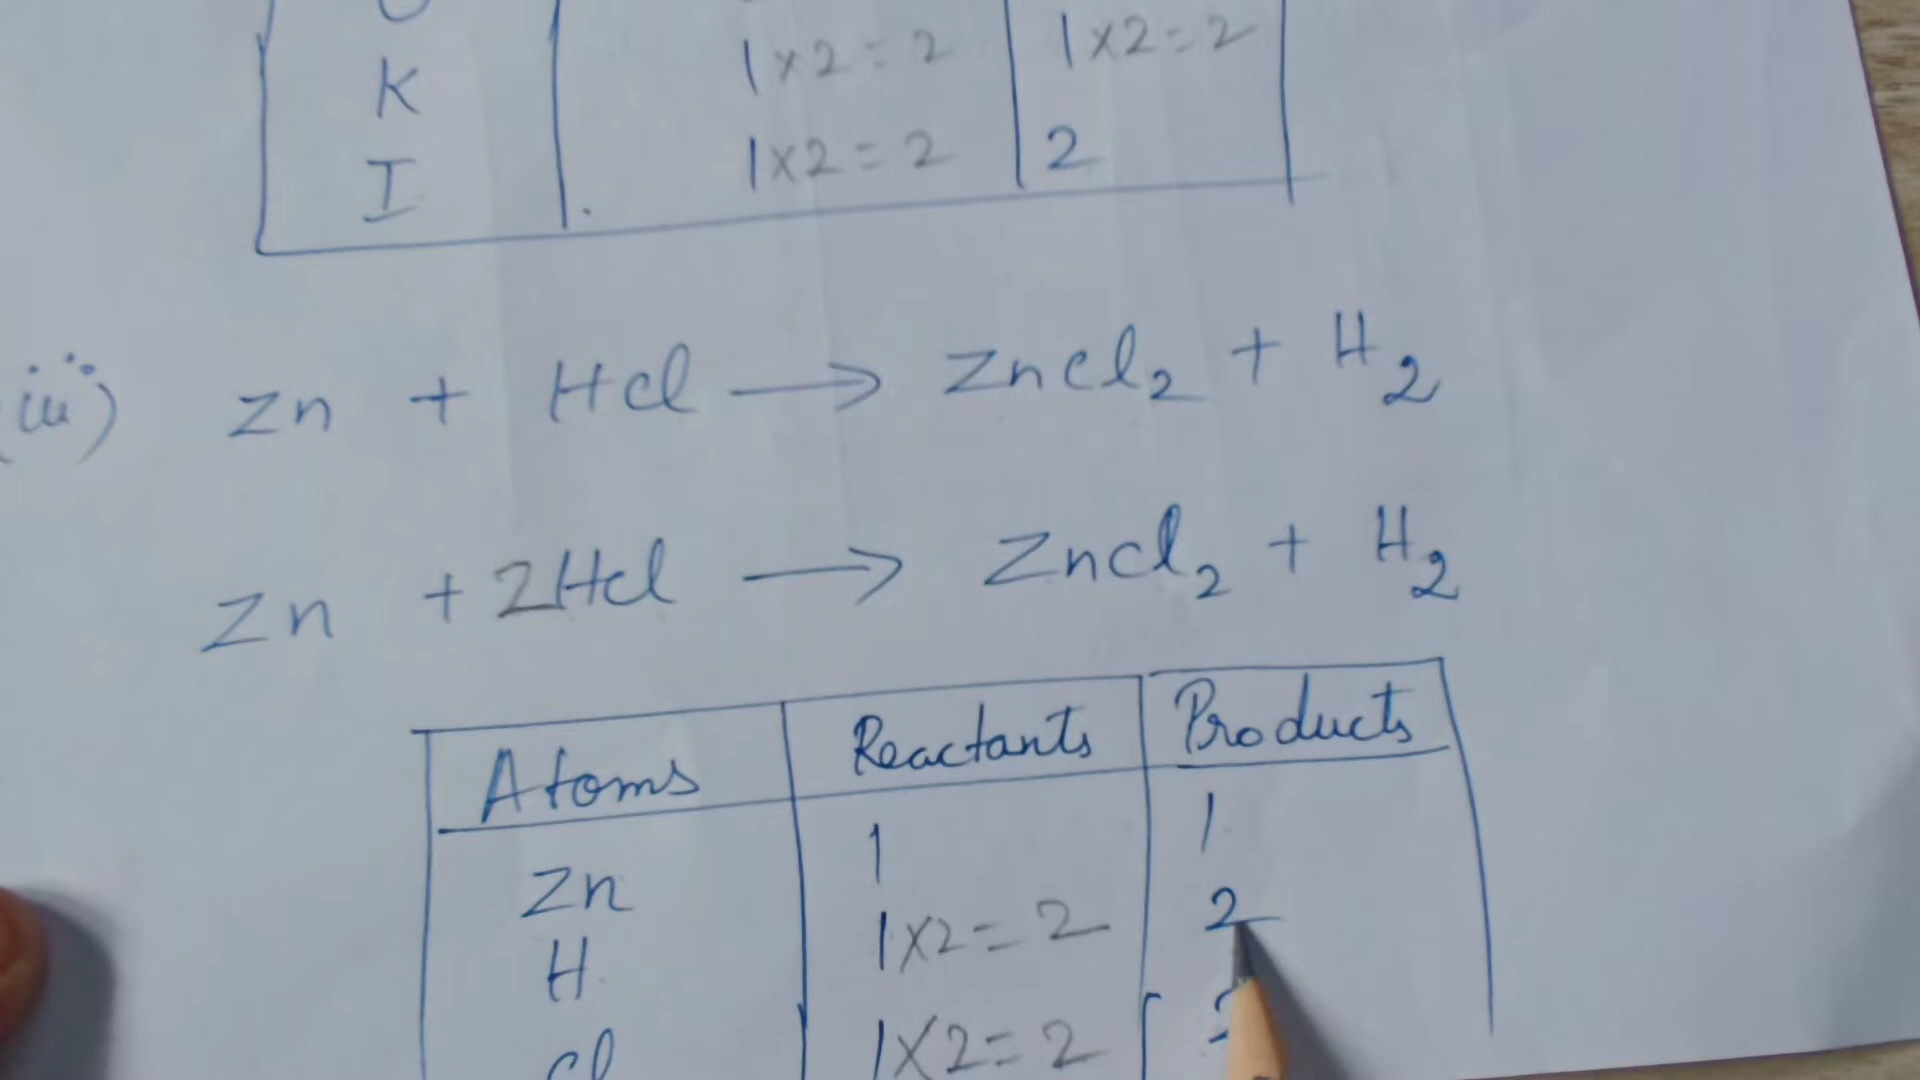 K 1x2=2 1x2=2
I 1x2=2 2
(iii) Zn + HCl → ZnCl₂ + H₂
Zn + 2HCl → ZnCl₂ + H₂
Atoms Reactants Products
Zn 1 1
H 1x2=2 2
Cl 1x2=2